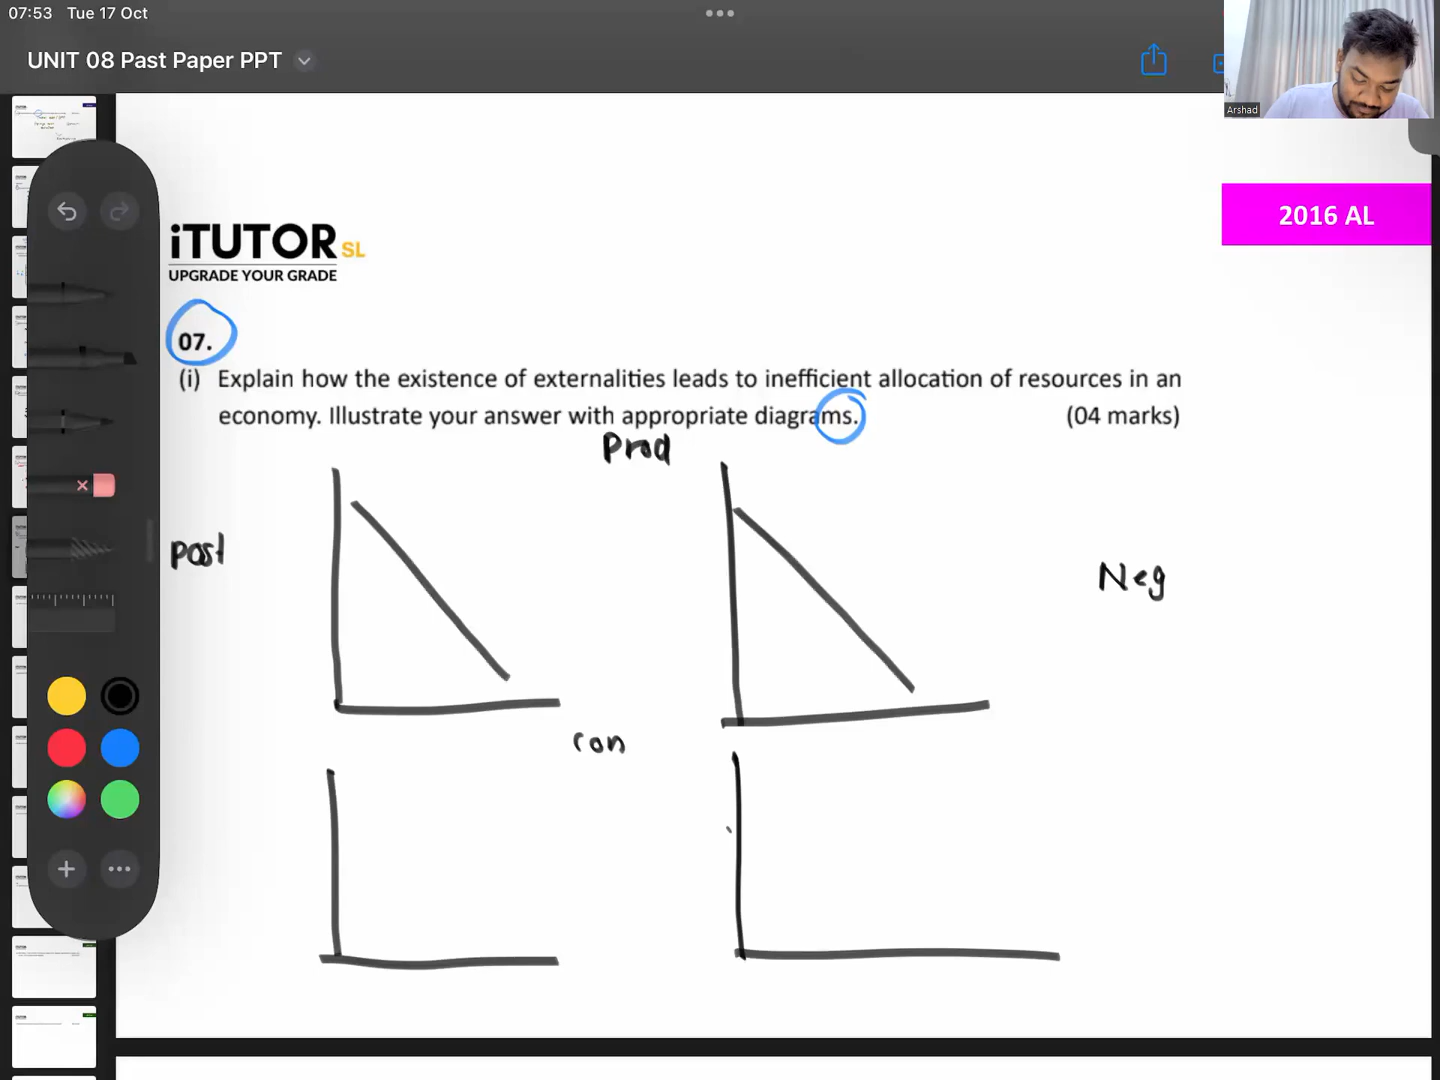 07:53 Tue 17 Oct
UNIT 08 Past Paper PPT
Arshad
2016 AL
iTUTOR SL
UPGRADE YOUR GRADE
07.
(i) Explain how the existence of externalities leads to inefficient allocation of resources in an
economy. Illustrate your answer with appropriate diagrams. (04 marks)
Prod
post
Neg
con